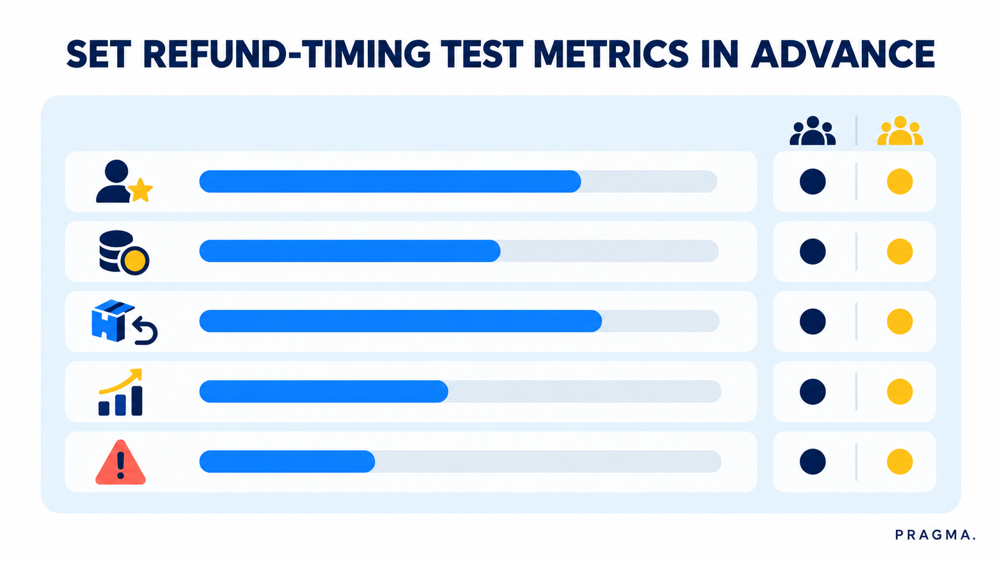 SET REFUND-TIMING TEST METRICS IN ADVANCE
PRAGMA.